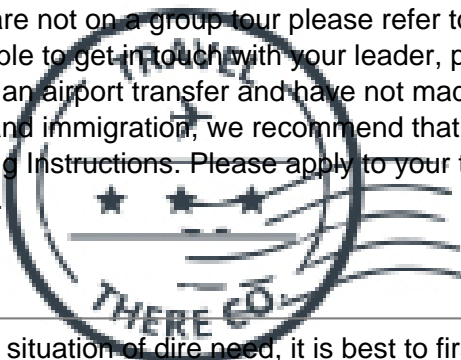 are not on a group tour please refer to
ble to get in touch with your leader, p
an airport transfer and have not mad
nd immigration, we recommend that
g Instructions. Please apply to your t
situation of dire need, it is best to fir
TRAVEL
THERE CO.